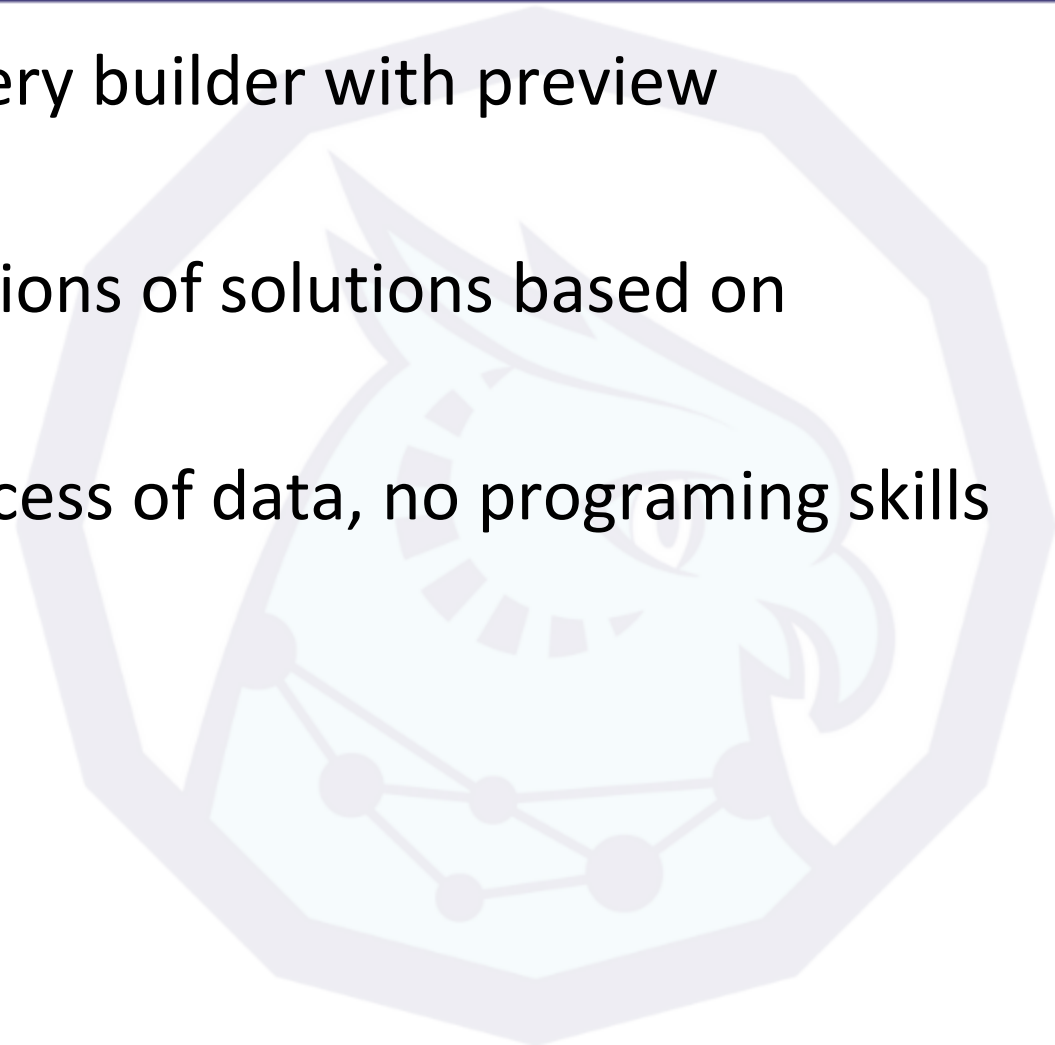 ery builder with preview
ions of solutions based on
cess of data, no programing skills